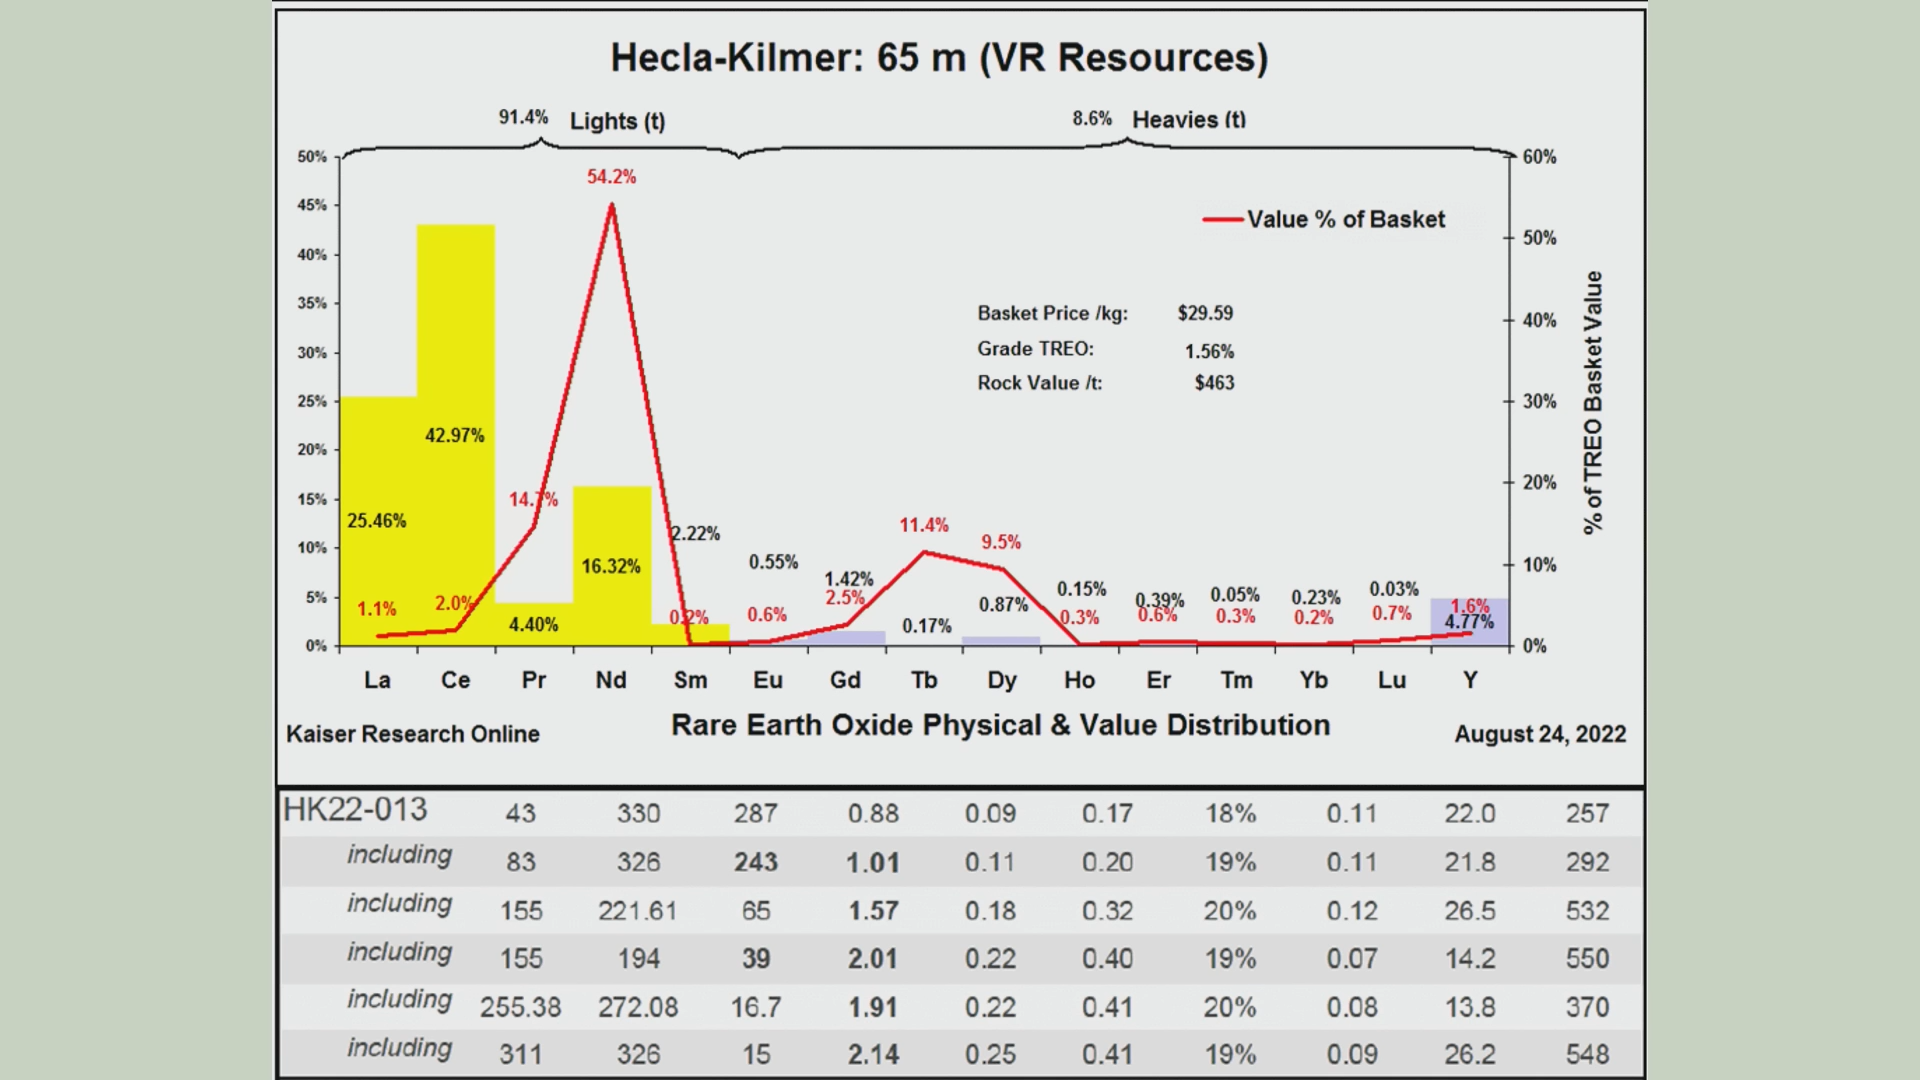 Hecla-Kilmer: 65 m (VR Resources)
91.4% Lights (t) 8.6% Heavies (t)
50% 60%
54.2%
45% Value % of Basket
50%
40%
35% Basket Price /kg: $29.59
40%
30% Grade TREO: 1.56%
Rock Value /t: $463
25% 30%
42.97%
20% 20%
15% 14.7%
25.46% 2.22% 11.4% 9.5%
10% 10%
16.32% 0.55% 1.42% 0.15% 0.39% 0.05% 0.23% 0.03%
5% 1.1% 2.0% 0.2% 0.6% 2.5% 0.87% 0.3% 0.6% 0.3% 0.2% 0.7% 1.6%
4.40% 0.17% 4.77%
0% 0%
% of TREO Basket Value
La Ce Pr Nd Sm Eu Gd Tb Dy Ho Er Tm Yb Lu Y
Kaiser Research Online Rare Earth Oxide Physical & Value Distribution August 24, 2022
HK22-013 43 330 287 0.88 0.09 0.17 18% 0.11 22.0 257
including 83 326 243 1.01 0.11 0.20 19% 0.11 21.8 292
including 155 221.61 65 1.57 0.18 0.32 20% 0.12 26.5 532
including 155 194 39 2.01 0.22 0.40 19% 0.07 14.2 550
including 255.38 272.08 16.7 1.91 0.22 0.41 20% 0.08 13.8 370
including 311 326 15 2.14 0.25 0.41 19% 0.09 26.2 548